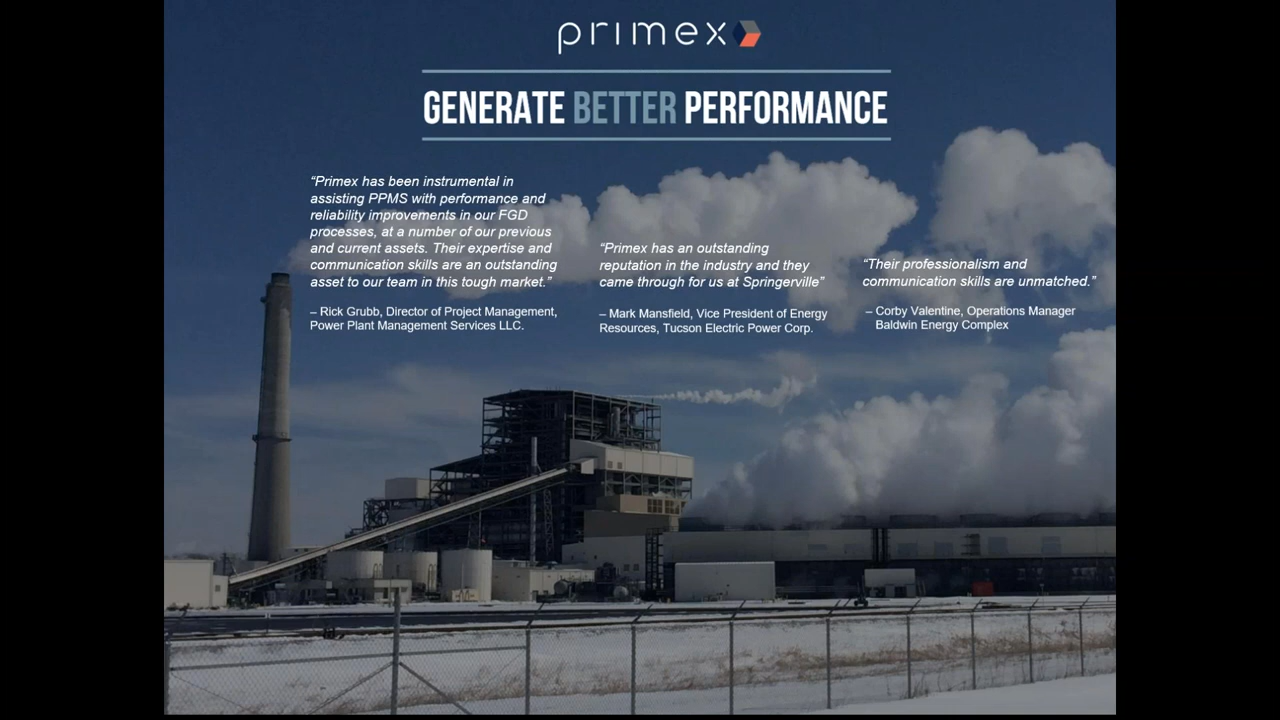 primex
GENERATE BETTER PERFORMANCE
“Primex has been instrumental in
assisting PPMS with performance and
reliability improvements in our FGD
processes, at a number of our previous
and current assets. Their expertise and
communication skills are an outstanding
asset to our team in this tough market.”
– Rick Grubb, Director of Project Management,
Power Plant Management Services LLC.
“Primex has an outstanding
reputation in the industry and they
came through for us at Springerville”
– Mark Mansfield, Vice President of Energy
Resources, Tucson Electric Power Corp.
“Their professionalism and
communication skills are unmatched.”
– Corby Valentine, Operations Manager
Baldwin Energy Complex